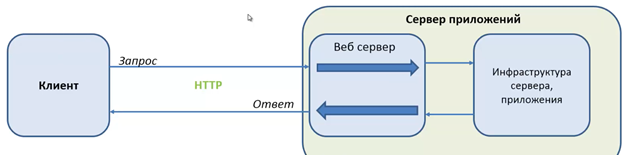 Сервер приложений
Веб сервер
Запрос
Клиент
HTTP
Инфраструктура
сервера,
приложения
Ответ